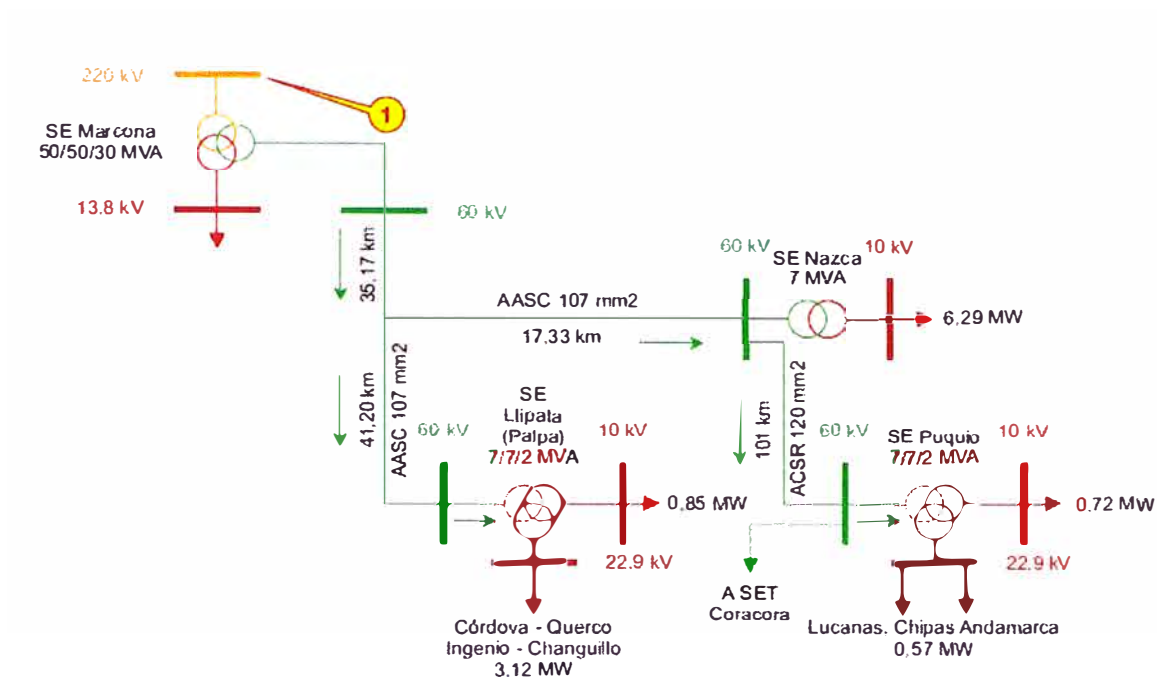 220 kV
1
SE Marcona
50/50/30 MVA
13.8 kV
60 kV
35,17 km
60 kV
SE Nazca
7 MVA
10 kV
AASC 107 mm2
17.33 km
6,29 MW
41,20 km
AASC 107 mm2
60 kV
SE
Llipata
(Palpa)
7/7/2 MVA
10 kV
0,85 MW
22.9 kV
Córdova - Querco
Ingenio - Changuillo
3,12 MW
101 km
ACSR 120 mm2
60 kV
SE Puquio
7/7/2 MVA
10 kV
0.72 MW
22.9 kV
A SET
Coracora
Lucanas. Chipas Andamarca
0,57 MW